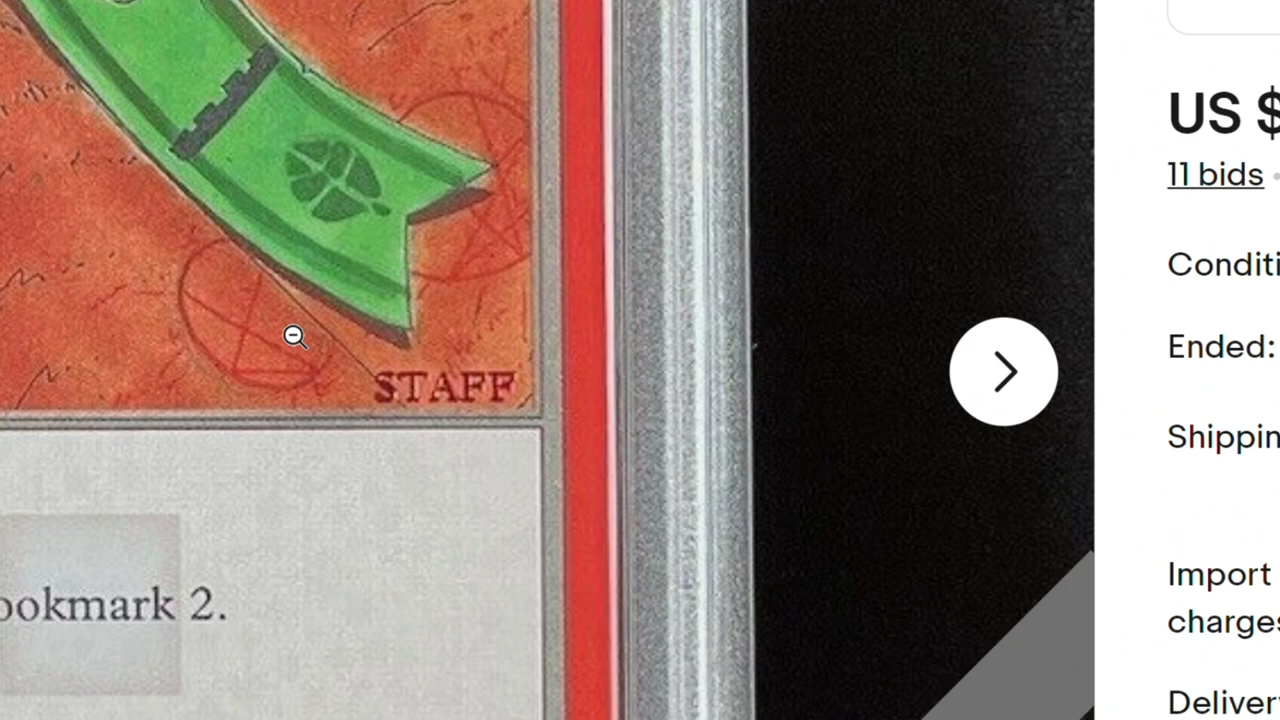 STAFF
ookmark 2.
US $
11 bids
Conditi
Ended:
Shippin
Import
charges
Deliver